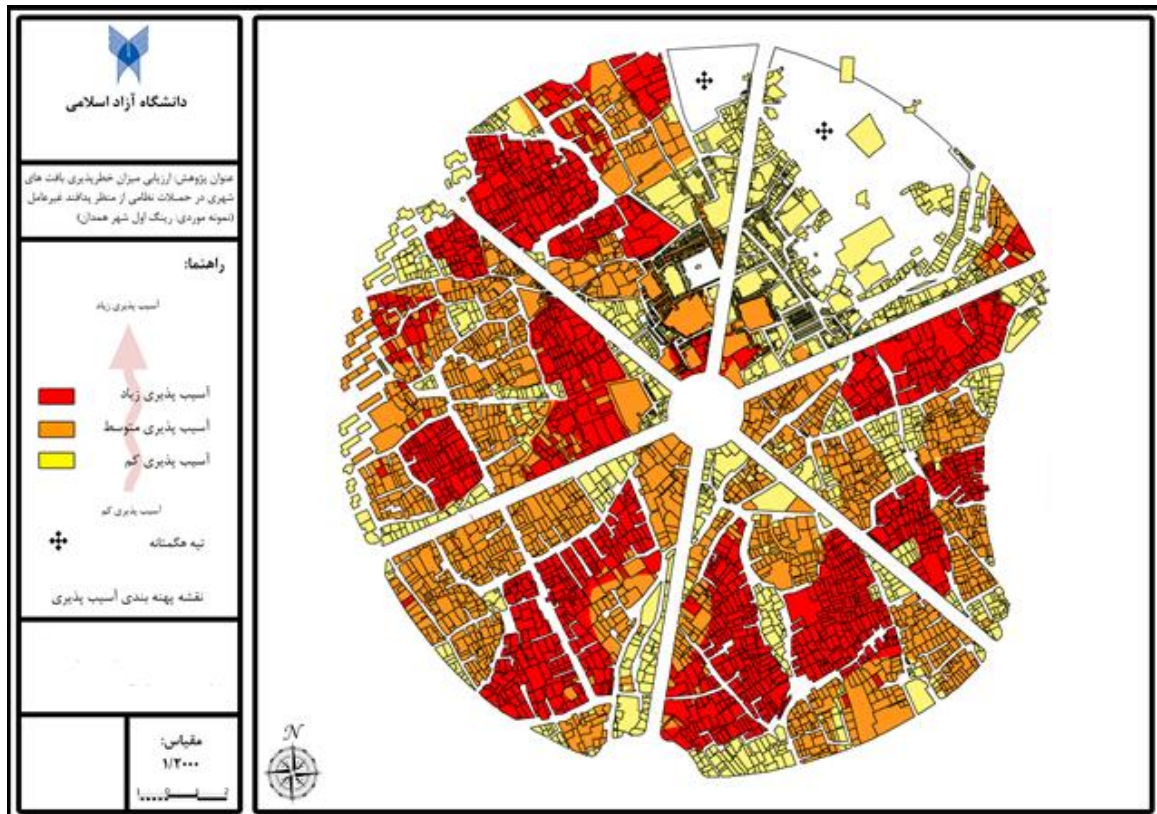 دانشگاه آزاد اسلامی
عنوان پژوهش: ارزیابی میزان خطرپذیری بافت های
شهری در حملات نظامی از منظر پدافند غیرعامل
(نمونه موردی: رینگ اول شهر همدان)
راهنما:
آسیب پذیری زیاد
آسیب پذیری زیاد
آسیب پذیری متوسط
آسیب پذیری کم
آسیب پذیری کم
تپه هگمتانه
نقشه پهنه بندی آسیب پذیری
مقیاس:
۱/۲۰۰۰
N